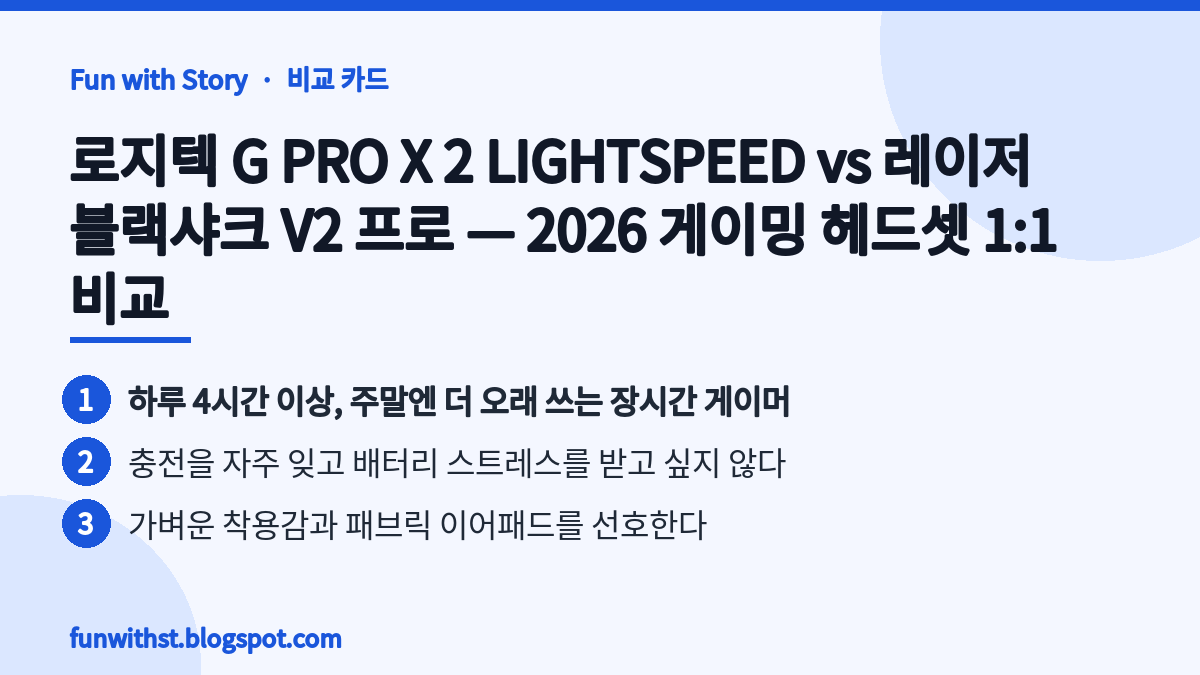 Fun with Story · 비교 카드
로지텍 G PRO X 2 LIGHTSPEED vs 레이저
블랙샤크 V2 프로 — 2026 게이밍 헤드셋 1:1
비교
1 하루 4시간 이상, 주말엔 더 오래 쓰는 장시간 게이머
2 충전을 자주 잊고 배터리 스트레스를 받고 싶지 않다
3 가벼운 착용감과 패브릭 이어패드를 선호한다
funwithst.blogspot.com